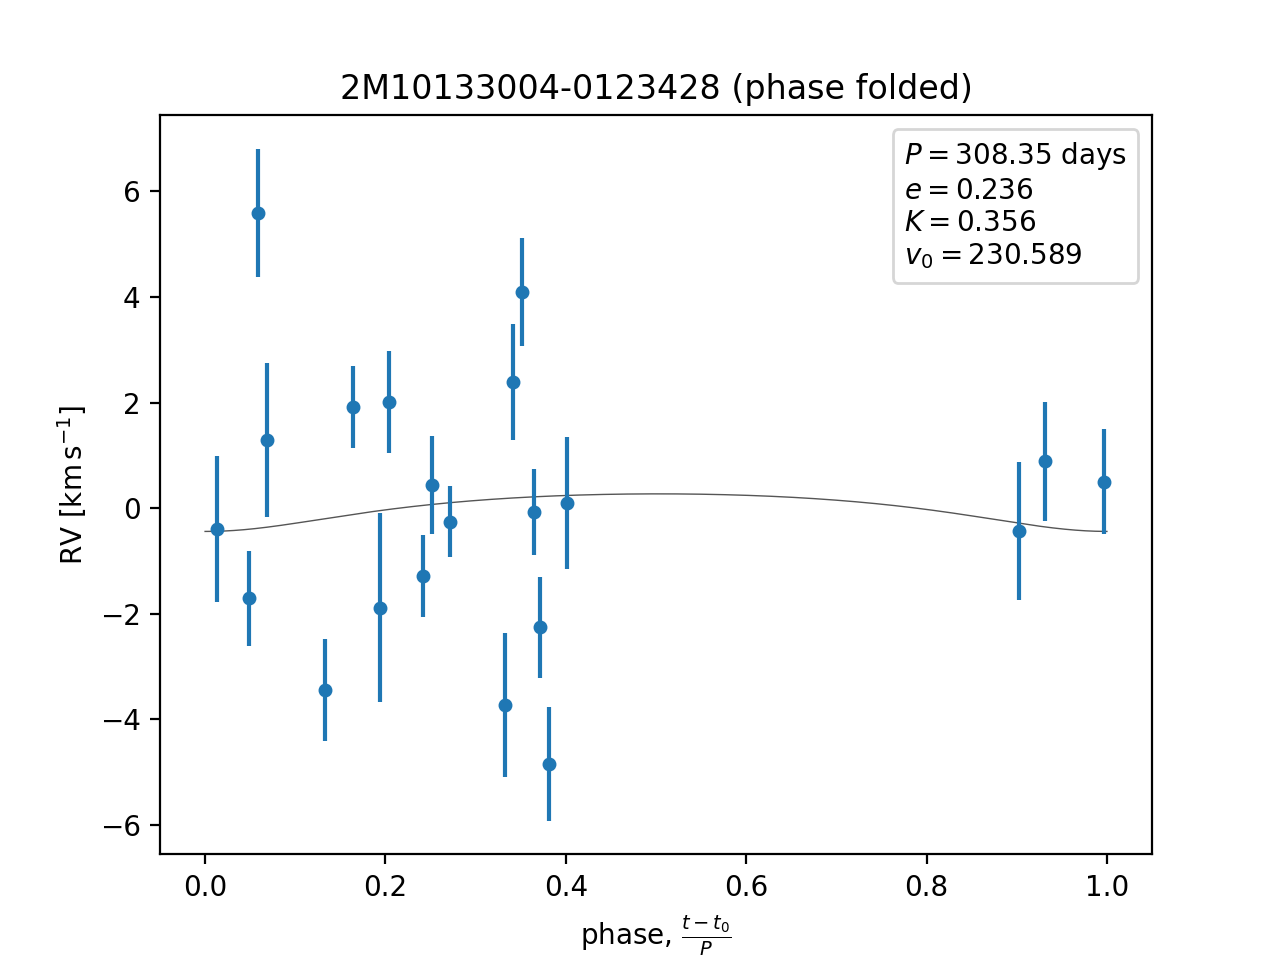 2M10133004-0123428 (phase folded)
P = 308.35 days
e = 0.236
K = 0.356
v₀ = 230.589
RV [km s⁻¹]
6
4
2
0
−2
−4
−6
0.0 0.2 0.4 0.6 0.8 1.0
phase, (t − t₀)/P